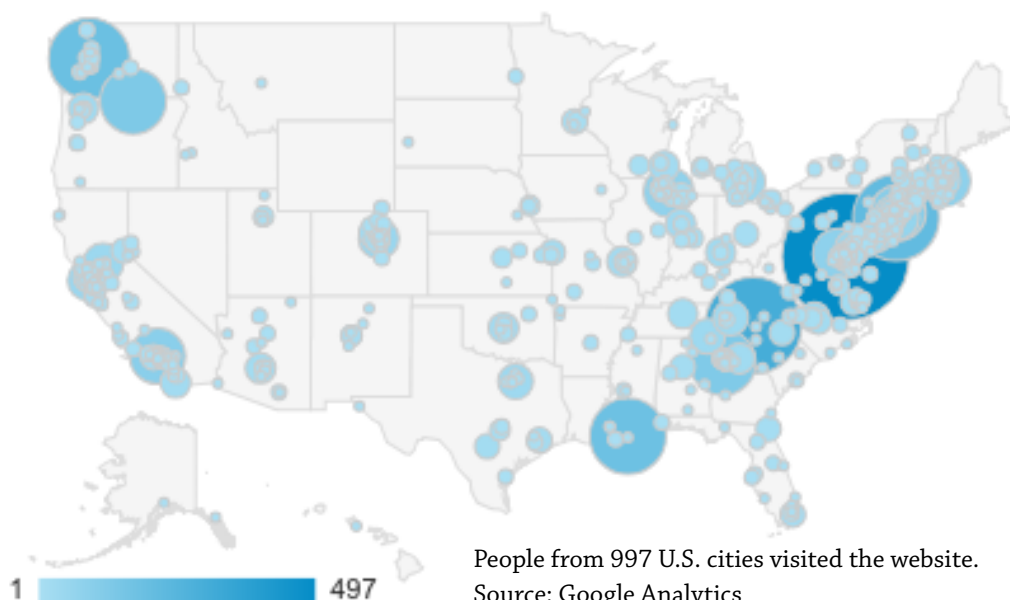 People from 997 U.S. cities visited the website.
1 497
Source: Google Analytics